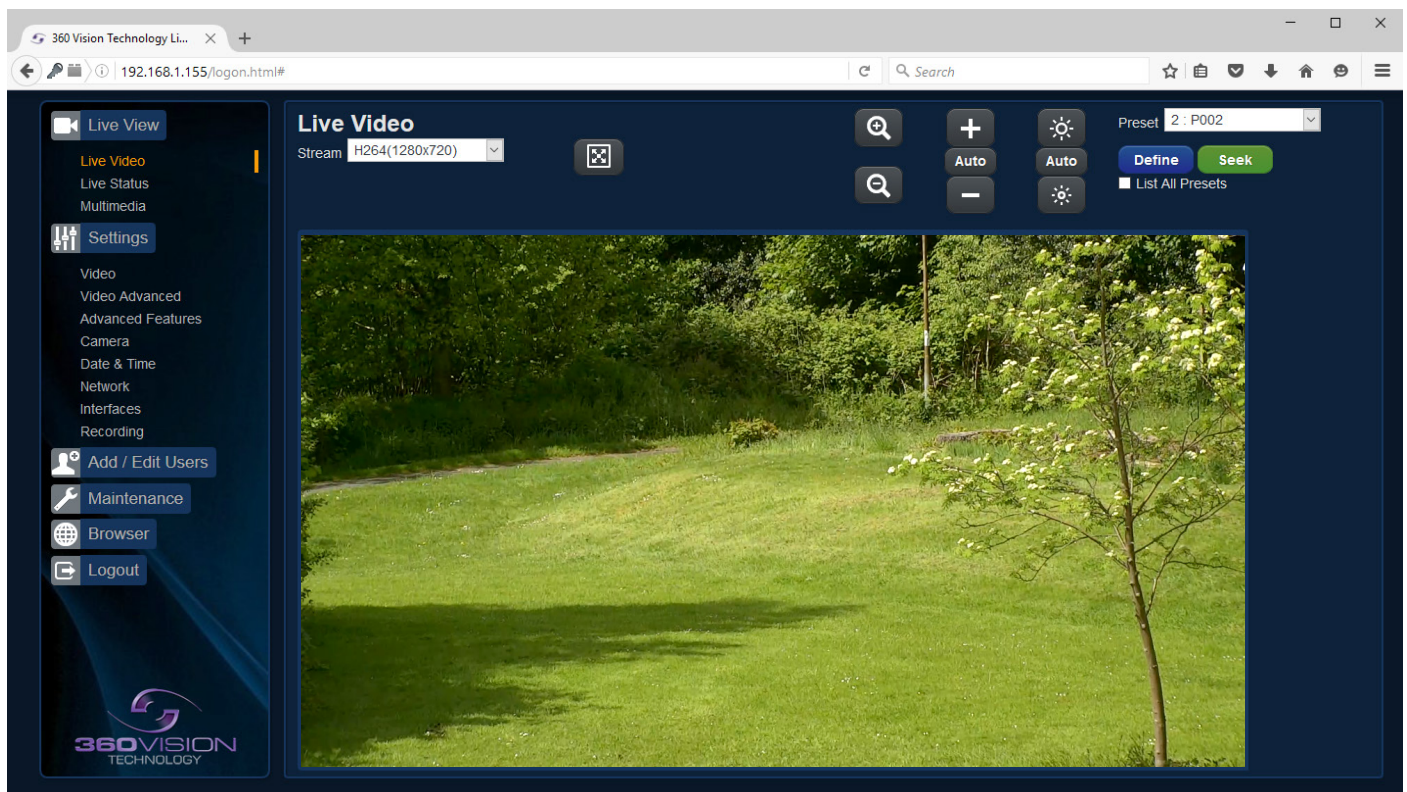 360 Vision Technology Li...
192.168.1.155/logon.html#
Search
Live View
Live Video
Live Status
Multimedia
Settings
Video
Video Advanced
Advanced Features
Camera
Date & Time
Network
Interfaces
Recording
Add / Edit Users
Maintenance
Browser
Logout
360VISION
TECHNOLOGY
Live Video
Stream H264(1280x720)
Auto
Auto
Preset 2 : P002
Define Seek
List All Presets